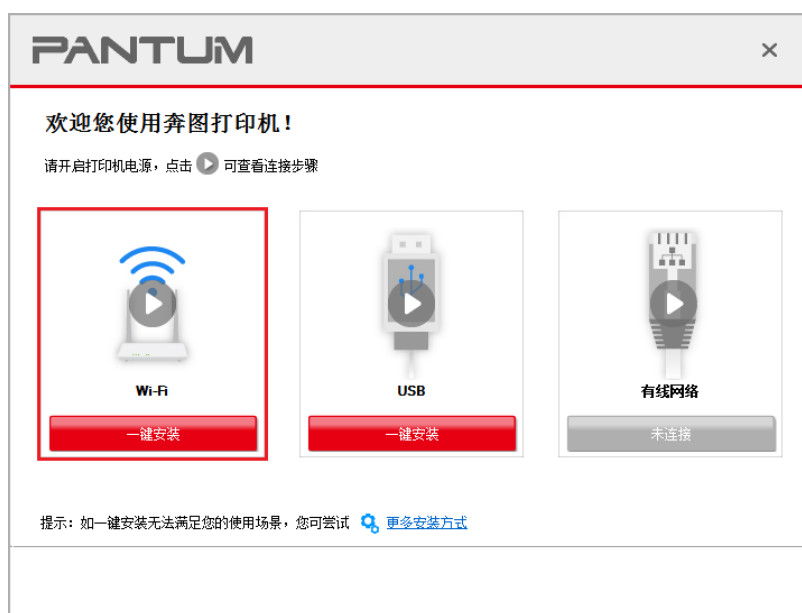 PANTUM
欢迎您使用奔图打印机！
请开启打印机电源，点击 可查看连接步骤
Wi-Fi
USB
有线网络
一键安装
一键安装
未连接
提示：如一键安装无法满足您的使用场景，您可尝试 更多安装方式